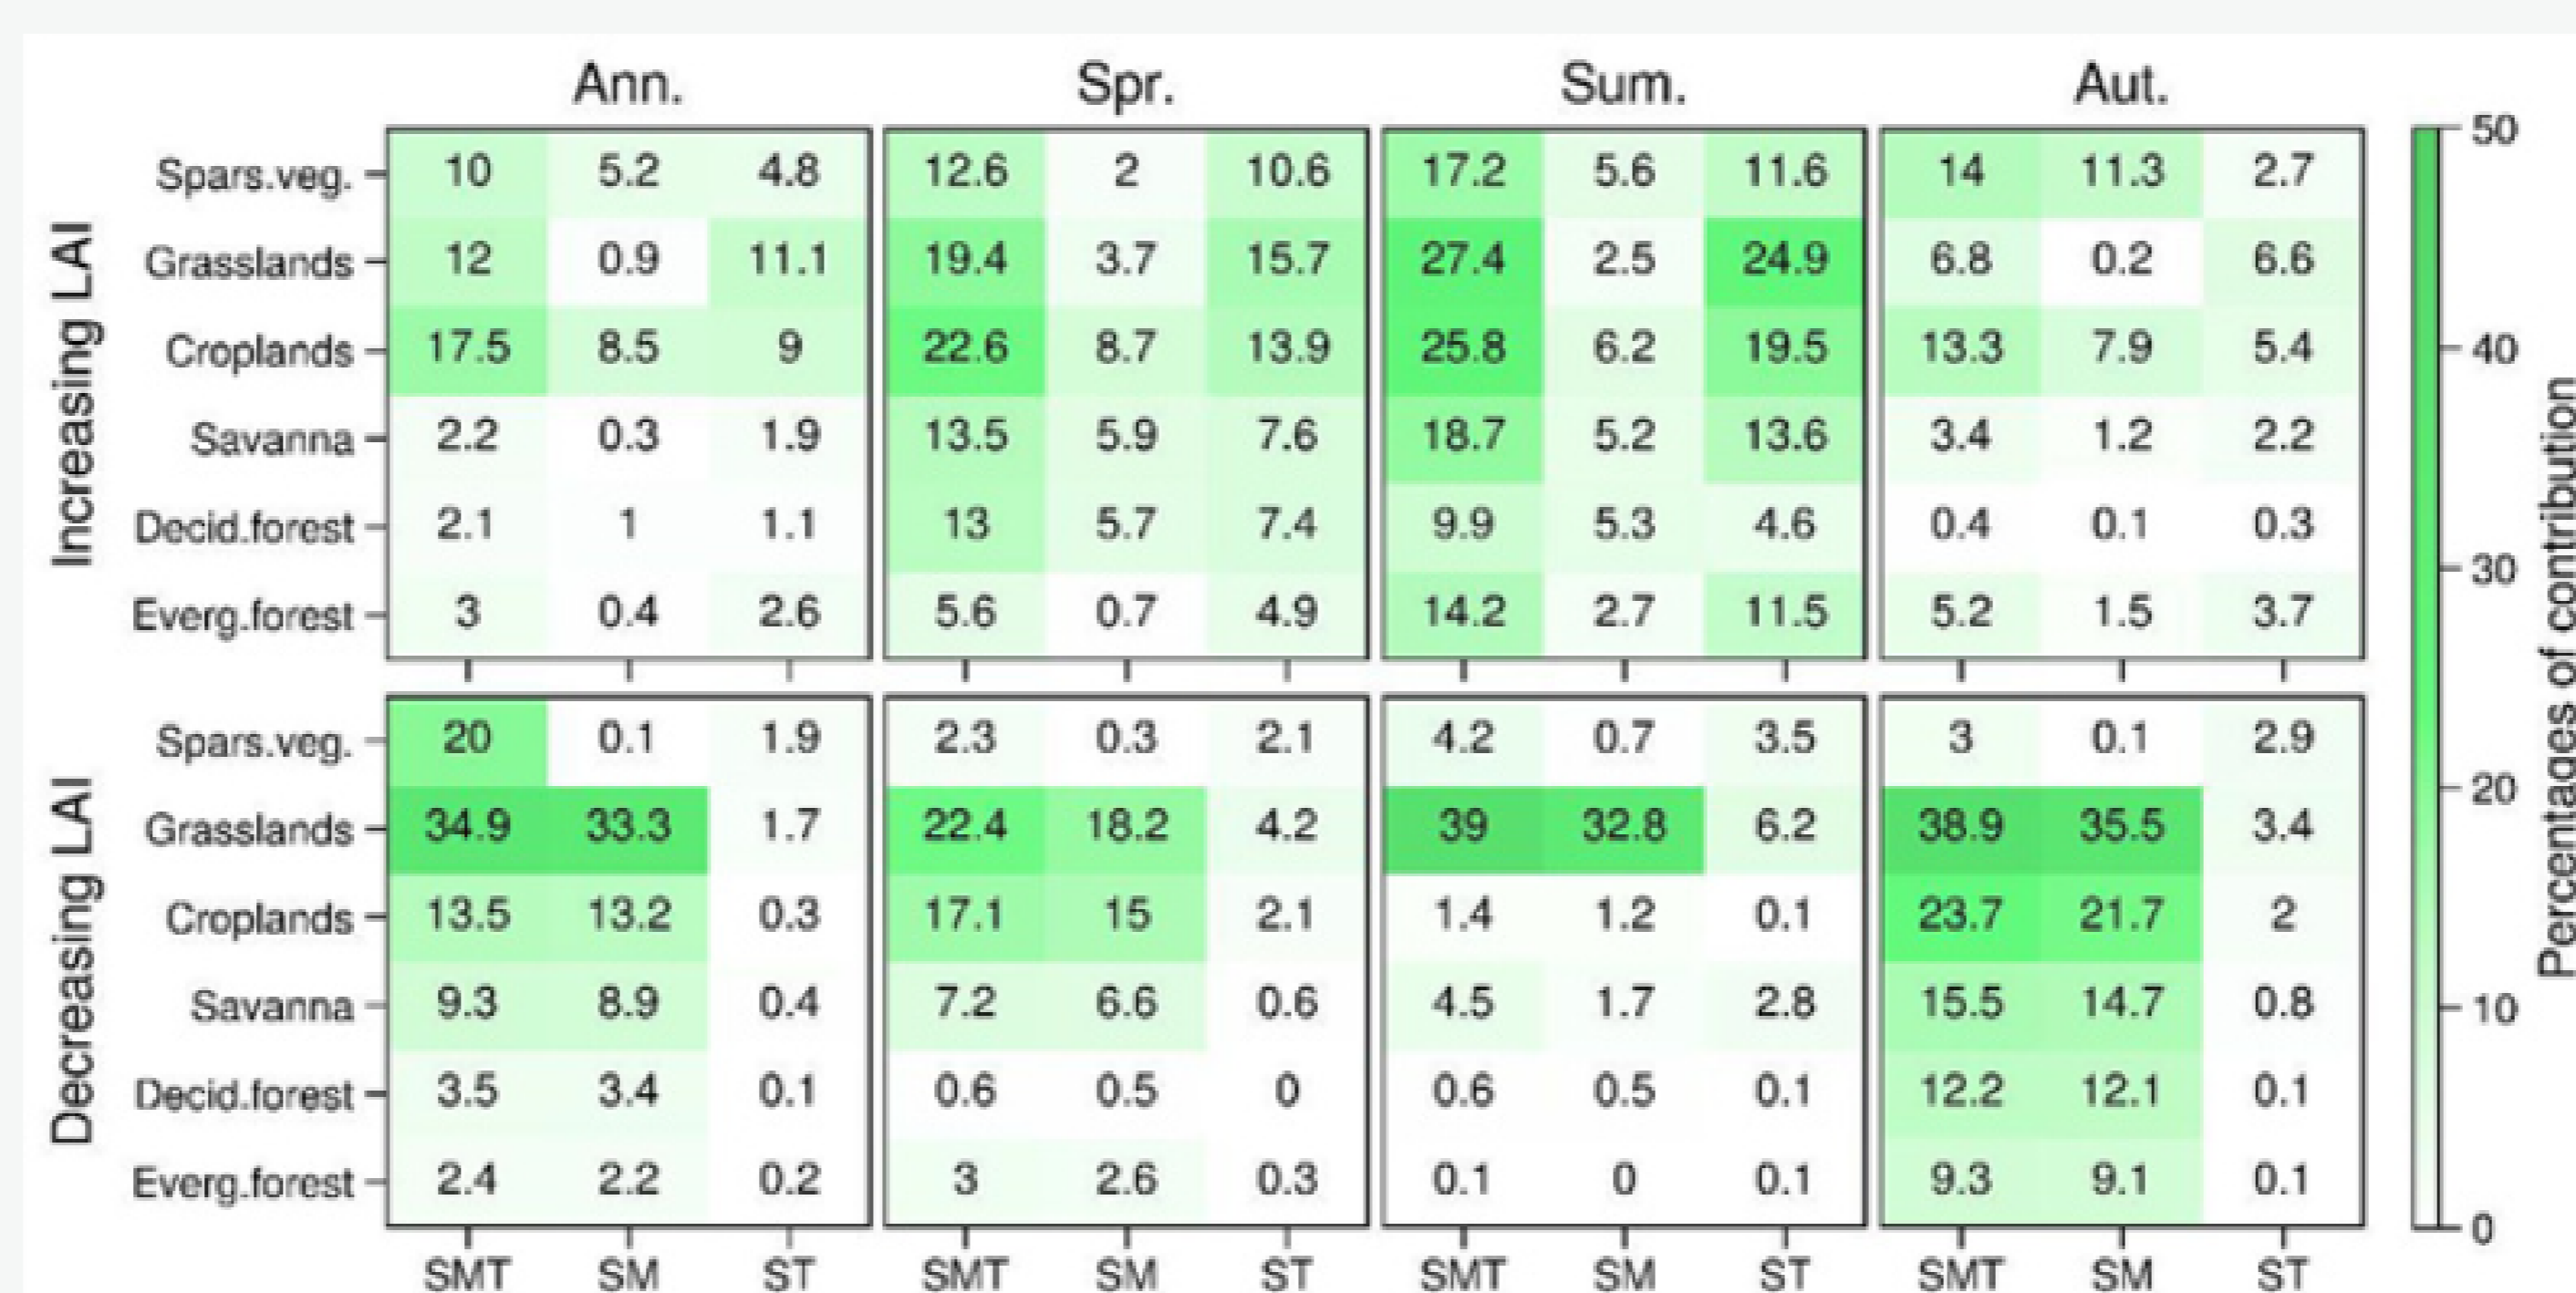 Ann. Spr. Sum. Aut.
Increasing LAI
Spars.veg. 10 5.2 4.8 12.6 2 10.6 17.2 5.6 11.6 14 11.3 2.7
Grasslands 12 0.9 11.1 19.4 3.7 15.7 27.4 2.5 24.9 6.8 0.2 6.6
Croplands 17.5 8.5 9 22.6 8.7 13.9 25.8 6.2 19.5 13.3 7.9 5.4
Savanna 2.2 0.3 1.9 13.5 5.9 7.6 18.7 5.2 13.6 3.4 1.2 2.2
Decid.forest 2.1 1 1.1 13 5.7 7.4 9.9 5.3 4.6 0.4 0.1 0.3
Everg.forest 3 0.4 2.6 5.6 0.7 4.9 14.2 2.7 11.5 5.2 1.5 3.7
Decreasing LAI
Spars.veg. 20 0.1 1.9 2.3 0.3 2.1 4.2 0.7 3.5 3 0.1 2.9
Grasslands 34.9 33.3 1.7 22.4 18.2 4.2 39 32.8 6.2 38.9 35.5 3.4
Croplands 13.5 13.2 0.3 17.1 15 2.1 1.4 1.2 0.1 23.7 21.7 2
Savanna 9.3 8.9 0.4 7.2 6.6 0.6 4.5 1.7 2.8 15.5 14.7 0.8
Decid.forest 3.5 3.4 0.1 0.6 0.5 0 0.6 0.5 0.1 12.2 12.1 0.1
Everg.forest 2.4 2.2 0.2 3 2.6 0.3 0.1 0 0.1 9.3 9.1 0.1
SMT SM ST SMT SM ST SMT SM ST SMT SM ST
50
40
30
20
10
0
Percentages of contribution